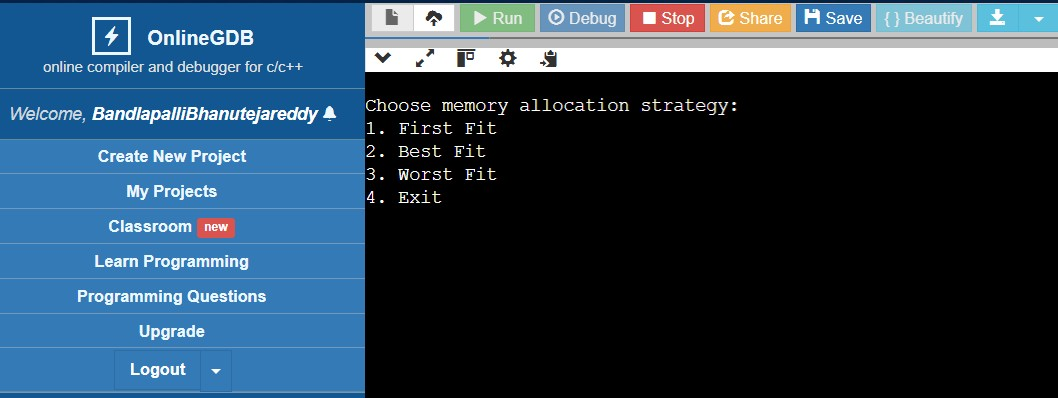 OnlineGDB
online compiler and debugger for c/c++
Welcome, BandlapalliBhanutejareddy
Create New Project
My Projects
Classroom new
Learn Programming
Programming Questions
Upgrade
Logout
Run Debug Stop Share Save { } Beautify
Choose memory allocation strategy:
1. First Fit
2. Best Fit
3. Worst Fit
4. Exit